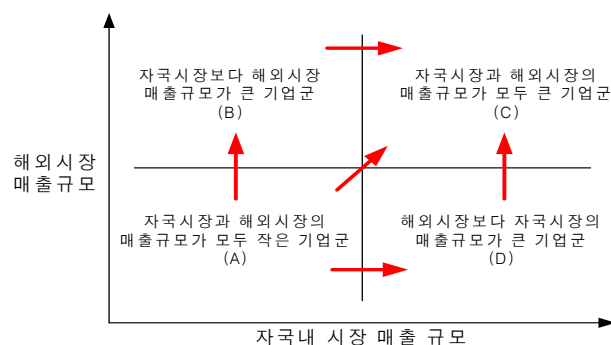 자국시장보다 해외시장
매출규모가 큰 기업군
(B)
자국시장과 해외시장의
매출규모가 모두 큰 기업군
(C)
해외시장
매출규모
자국시장과 해외시장의
매출규모가 모두 작은 기업군
(A)
해외시장보다 자국시장의
매출규모가 큰 기업군
(D)
자국내 시장 매출 규모